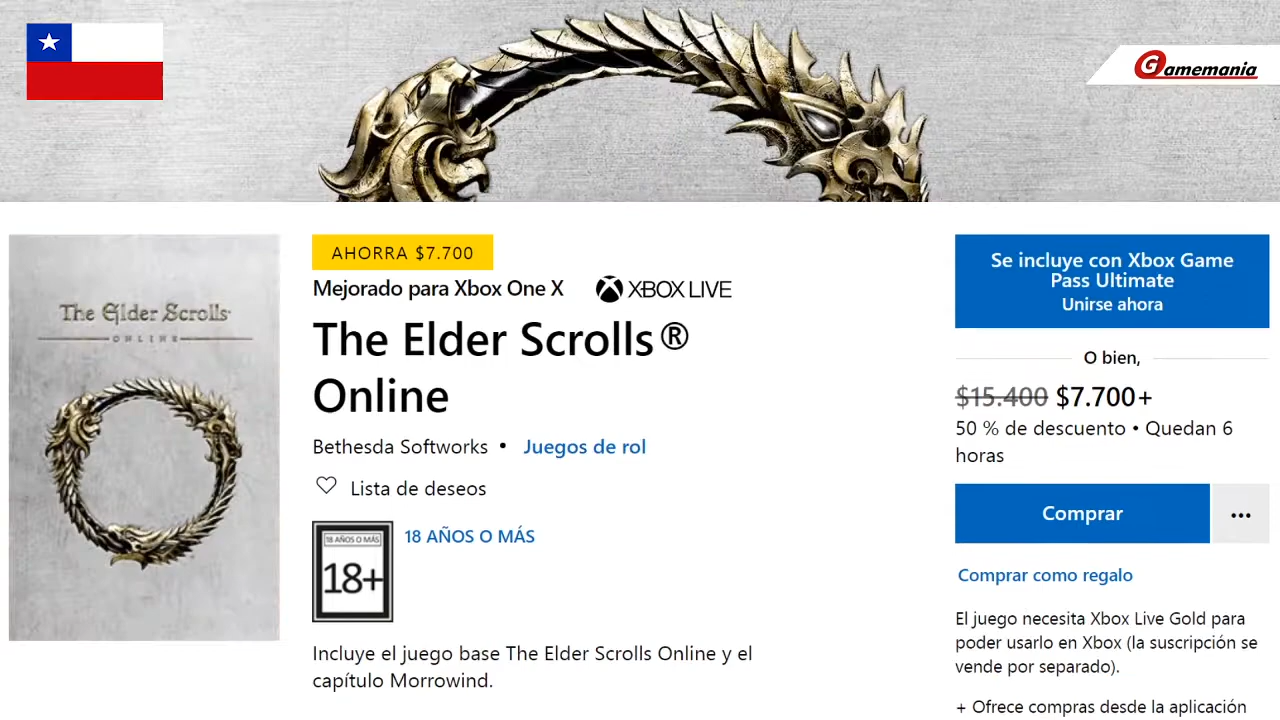 Gamemania
The Elder Scrolls
ONLINE
AHORRA $7.700
Mejorado para Xbox One X
XBOX LIVE
The Elder Scrolls®
Online
Bethesda Softworks • Juegos de rol
Lista de deseos
18 AÑOS O MÁS
18+
18 AÑOS O MÁS
Incluye el juego base The Elder Scrolls Online y el
capítulo Morrowind.
Se incluye con Xbox Game
Pass Ultimate
Unirse ahora
O bien,
$15.400 $7.700+
50 % de descuento • Quedan 6
horas
Comprar
Comprar como regalo
El juego necesita Xbox Live Gold para
poder usarlo en Xbox (la suscripción se
vende por separado).
+ Ofrece compras desde la aplicación